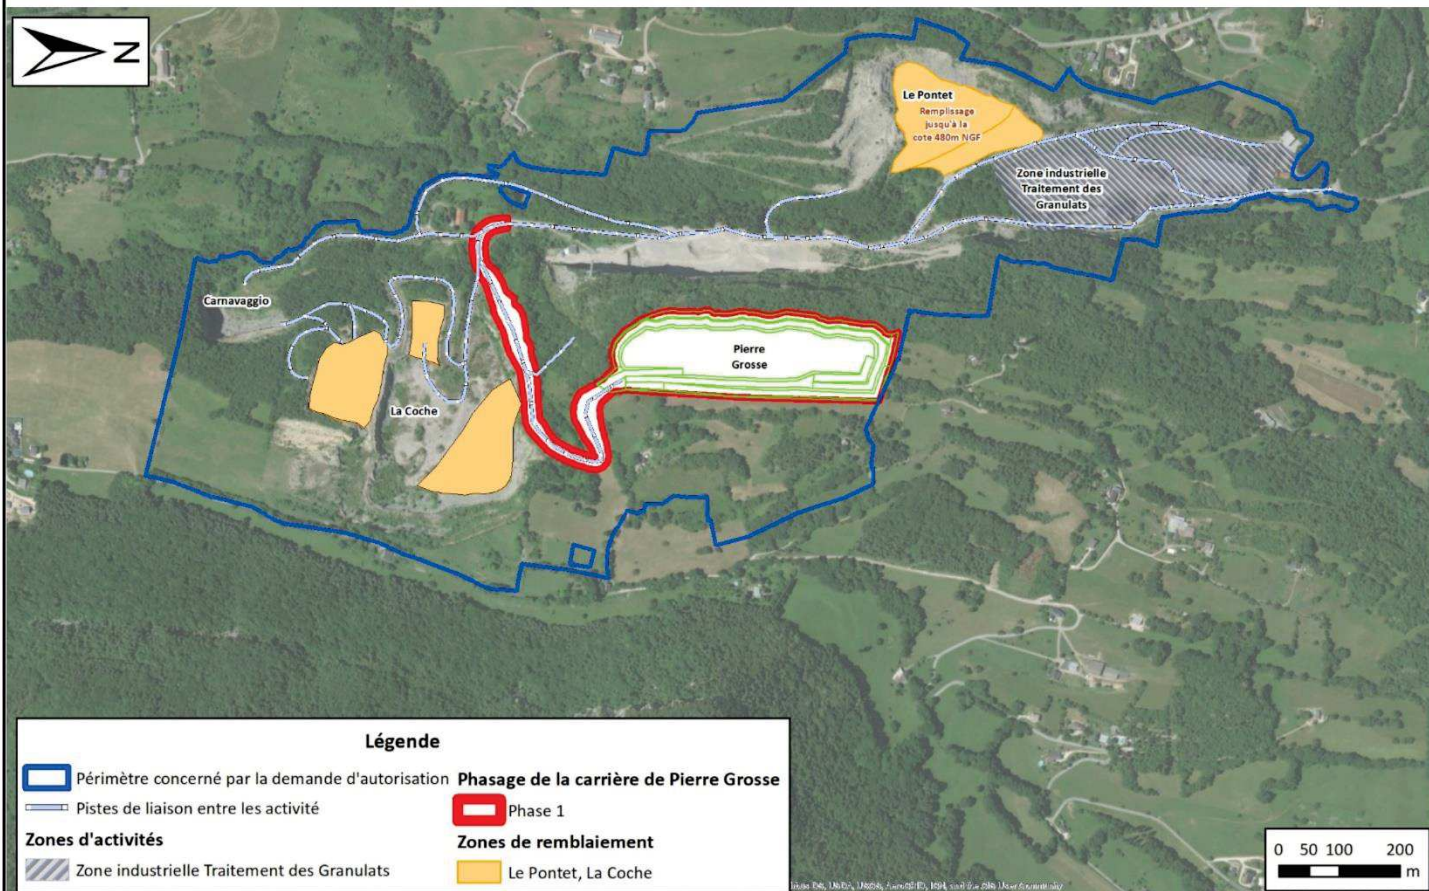 N
Le Pontet
Remplissage
jusqu'à la
cote 480m NGF
Zone industrielle
Traitement des
Granulats
Carnavaggio
Pierre
Grosse
La Coche
Légende
Périmètre concerné par la demande d'autorisation
Pistes de liaison entre les activité
Zones d'activités
Zone industrielle Traitement des Granulats
Phasage de la carrière de Pierre Grosse
Phase 1
Zones de remblaiement
Le Pontet, La Coche
0 50 100 200
m